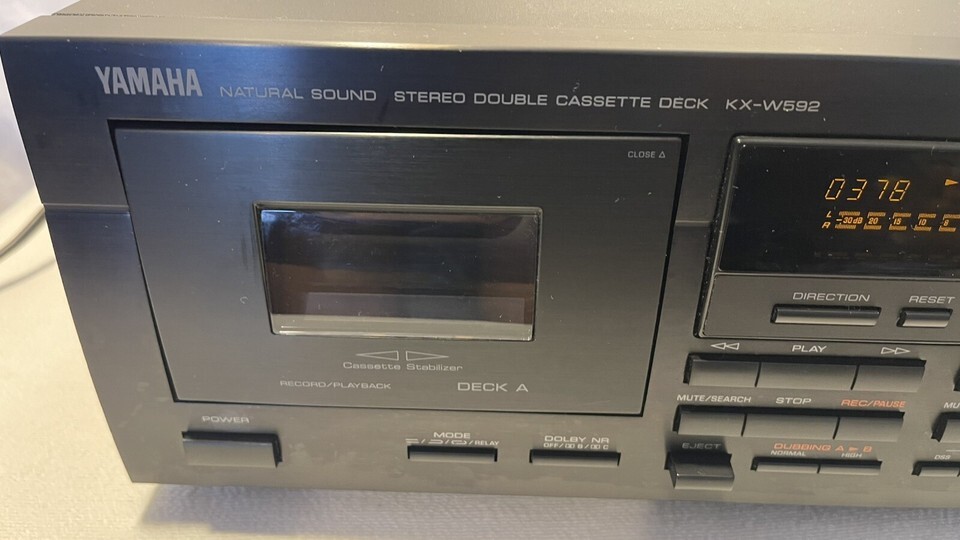 YAMAHA NATURAL SOUND STEREO DOUBLE CASSETTE DECK KX-W592
CLOSE △
0378
L
R
-30dB 20 15 10 8
DIRECTION RESET
Cassette Stabilizer
RECORD/PLAYBACK DECK A
PLAY
MUTE/SEARCH STOP REC/PAUSE MU
POWER
MODE
/RELAY
DOLBY NR
OFF/ B / C
EJECT
DUBBING A ► B
NORMAL HIGH